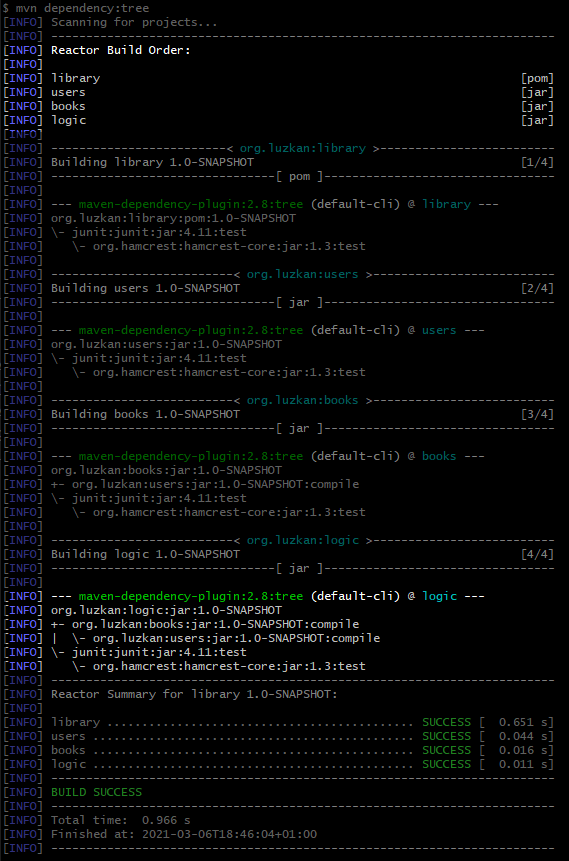 $ mvn dependency:tree
[INFO] Scanning for projects...
[INFO] ------------------------------------------------------------------------
[INFO] Reactor Build Order:
[INFO]
[INFO] library                                                            [pom]
[INFO] users                                                              [jar]
[INFO] books                                                              [jar]
[INFO] logic                                                              [jar]
[INFO]
[INFO] -------------------------< org.luzkan:library >-------------------------
[INFO] Building library 1.0-SNAPSHOT                                      [1/4]
[INFO] --------------------------------[ pom ]---------------------------------
[INFO]
[INFO] --- maven-dependency-plugin:2.8:tree (default-cli) @ library ---
[INFO] org.luzkan:library:pom:1.0-SNAPSHOT
[INFO] \- junit:junit:jar:4.11:test
[INFO]    \- org.hamcrest:hamcrest-core:jar:1.3:test
[INFO]
[INFO] --------------------------< org.luzkan:users >--------------------------
[INFO] Building users 1.0-SNAPSHOT                                        [2/4]
[INFO] --------------------------------[ jar ]---------------------------------
[INFO]
[INFO] --- maven-dependency-plugin:2.8:tree (default-cli) @ users ---
[INFO] org.luzkan:users:jar:1.0-SNAPSHOT
[INFO] \- junit:junit:jar:4.11:test
[INFO]    \- org.hamcrest:hamcrest-core:jar:1.3:test
[INFO]
[INFO] --------------------------< org.luzkan:books >--------------------------
[INFO] Building books 1.0-SNAPSHOT                                        [3/4]
[INFO] --------------------------------[ jar ]---------------------------------
[INFO]
[INFO] --- maven-dependency-plugin:2.8:tree (default-cli) @ books ---
[INFO] org.luzkan:books:jar:1.0-SNAPSHOT
[INFO] +- org.luzkan:users:jar:1.0-SNAPSHOT:compile
[INFO] \- junit:junit:jar:4.11:test
[INFO]    \- org.hamcrest:hamcrest-core:jar:1.3:test
[INFO]
[INFO] --------------------------< org.luzkan:logic >--------------------------
[INFO] Building logic 1.0-SNAPSHOT                                        [4/4]
[INFO] --------------------------------[ jar ]---------------------------------
[INFO]
[INFO] --- maven-dependency-plugin:2.8:tree (default-cli) @ logic ---
[INFO] org.luzkan:logic:jar:1.0-SNAPSHOT
[INFO] +- org.luzkan:books:jar:1.0-SNAPSHOT:compile
[INFO] |  \- org.luzkan:users:jar:1.0-SNAPSHOT:compile
[INFO] \- junit:junit:jar:4.11:test
[INFO]    \- org.hamcrest:hamcrest-core:jar:1.3:test
[INFO] ------------------------------------------------------------------------
[INFO] Reactor Summary for library 1.0-SNAPSHOT:
[INFO]
[INFO] library ............................................ SUCCESS [  0.651 s]
[INFO] users .............................................. SUCCESS [  0.044 s]
[INFO] books .............................................. SUCCESS [  0.016 s]
[INFO] logic .............................................. SUCCESS [  0.011 s]
[INFO] ------------------------------------------------------------------------
[INFO] BUILD SUCCESS
[INFO] ------------------------------------------------------------------------
[INFO] Total time:  0.966 s
[INFO] Finished at: 2021-03-06T18:46:04+01:00
[INFO] ------------------------------------------------------------------------